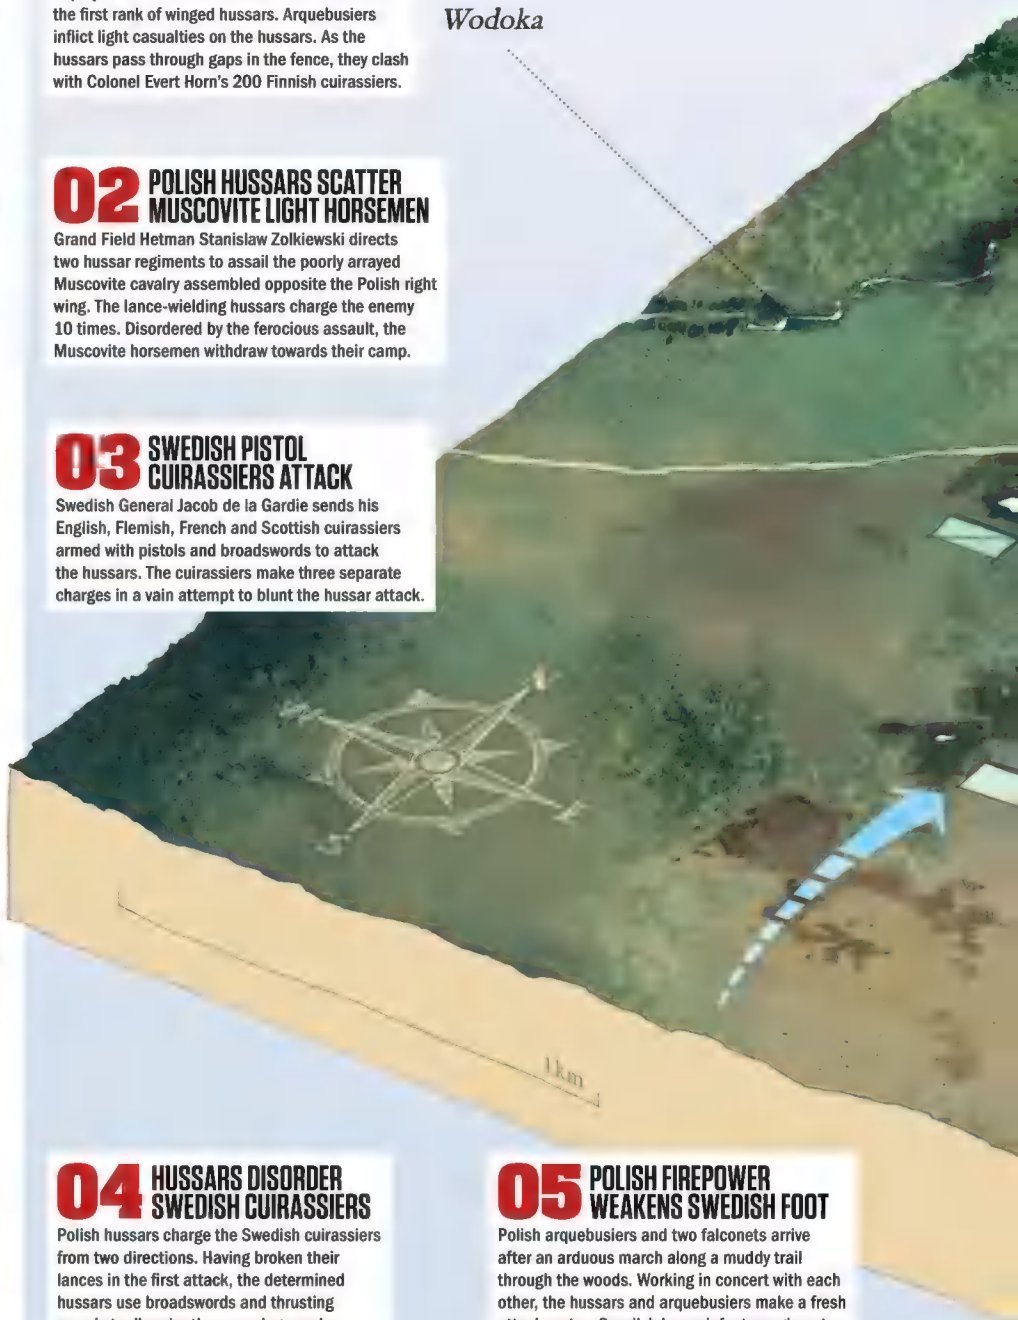 the first rank of winged hussars. Arquebusiers
inflict light casualties on the hussars. As the
hussars pass through gaps in the fence, they clash
with Colonel Evert Horn's 200 Finnish cuirassiers.
Wodoka
02 POLISH HUSSARS SCATTER
MUSCOVITE LIGHT HORSEMEN
Grand Field Hetman Stanislaw Zolkiewski directs
two hussar regiments to assail the poorly arrayed
Muscovite cavalry assembled opposite the Polish right
wing. The lance-wielding hussars charge the enemy
10 times. Disordered by the ferocious assault, the
Muscovite horsemen withdraw towards their camp.
03 SWEDISH PISTOL
CUIRASSIERS ATTACK
Swedish General Jacob de la Gardie sends his
English, Flemish, French and Scottish cuirassiers
armed with pistols and broadswords to attack
the hussars. The cuirassiers make three separate
charges in a vain attempt to blunt the hussar attack.
1km
04 HUSSARS DISORDER
SWEDISH CUIRASSIERS
Polish hussars charge the Swedish cuirassiers
from two directions. Having broken their
lances in the first attack, the determined
hussars use broadswords and thrusting
05 POLISH FIREPOWER
WEAKENS SWEDISH FOOT
Polish arquebusiers and two falconets arrive
after an arduous march along a muddy trail
through the woods. Working in concert with each
other, the hussars and arquebusiers make a fresh